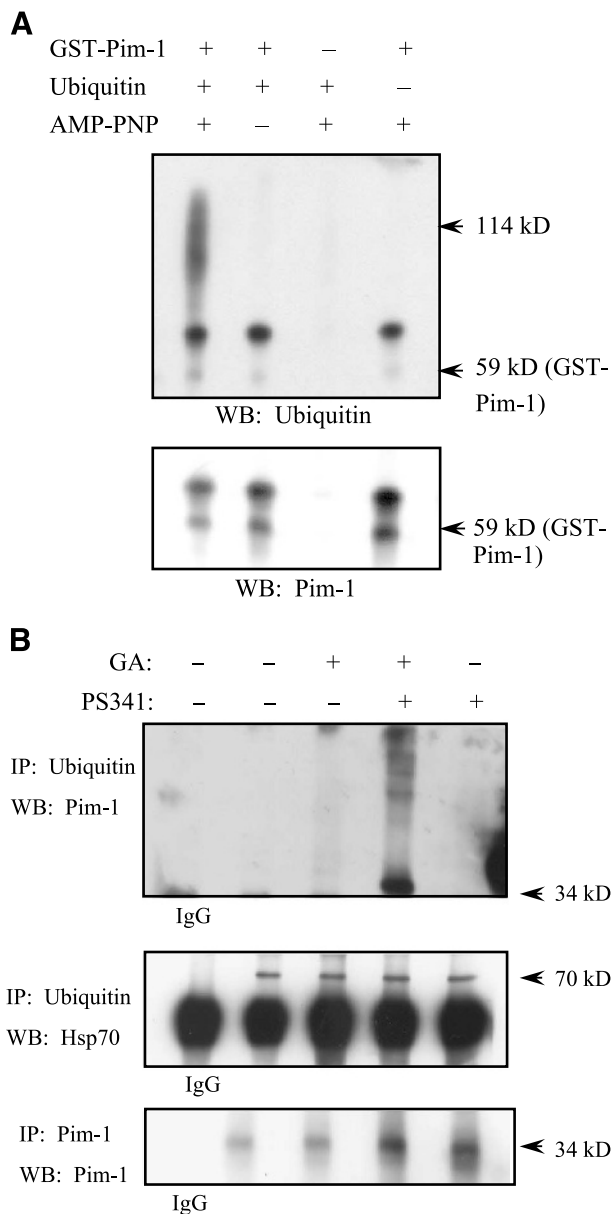 A
GST-Pim-1 + + – +
Ubiquitin + + + –
AMP-PNP + – + +
114 kD
59 kD (GST-
Pim-1)
WB: Ubiquitin
59 kD (GST-
Pim-1)
WB: Pim-1
B
GA: – – + + –
PS341: – – – + +
IP: Ubiquitin
WB: Pim-1
34 kD
IgG
70 kD
IP: Ubiquitin
WB: Hsp70
IgG
IP: Pim-1
34 kD
WB: Pim-1
IgG